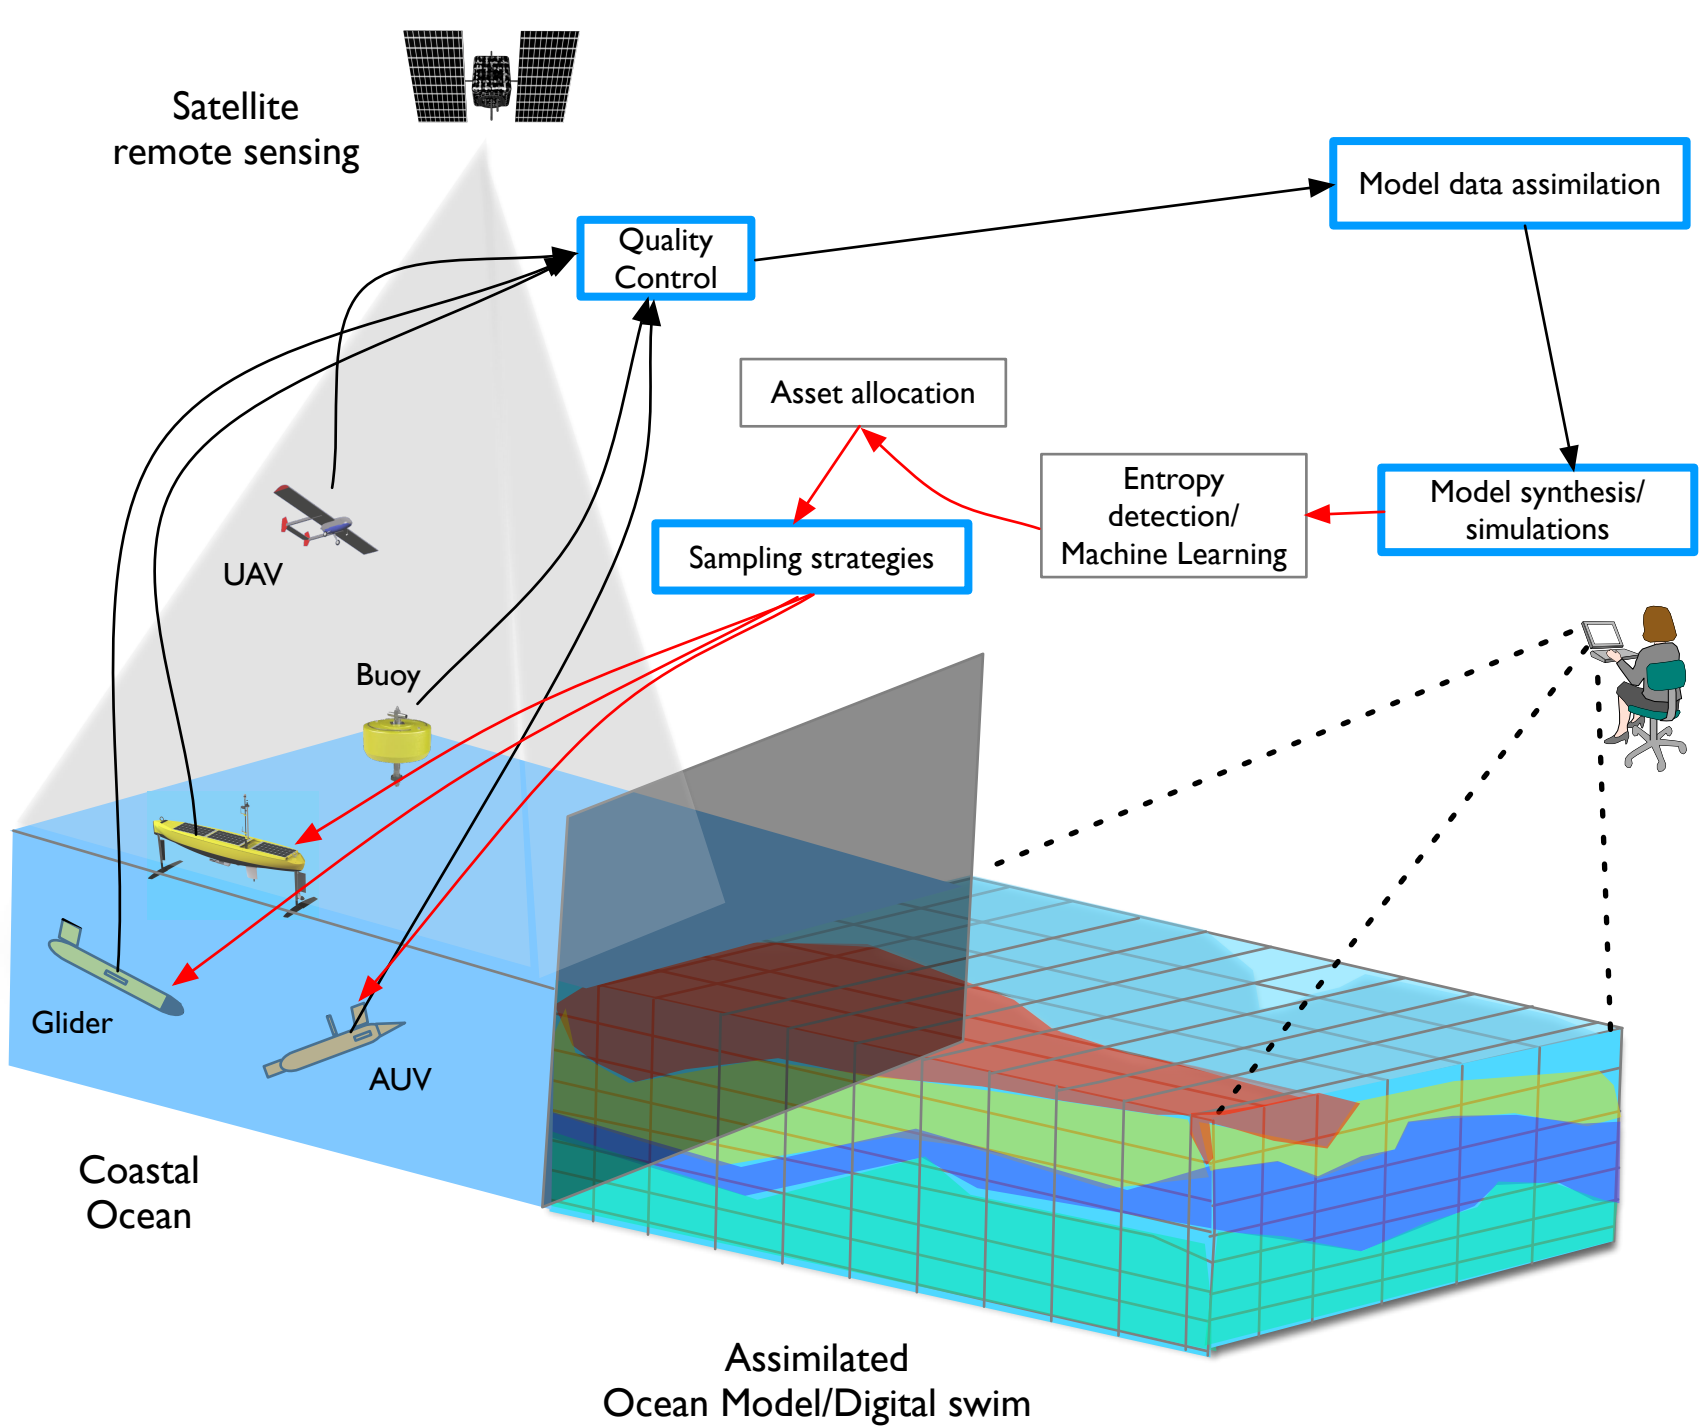 Satellite
remote sensing
Model data assimilation
Quality
Control
Asset allocation
Entropy
detection/
Machine Learning
Model synthesis/
simulations
Sampling strategies
UAV
Buoy
Glider
AUV
Coastal
Ocean
Assimilated
Ocean Model/Digital swim